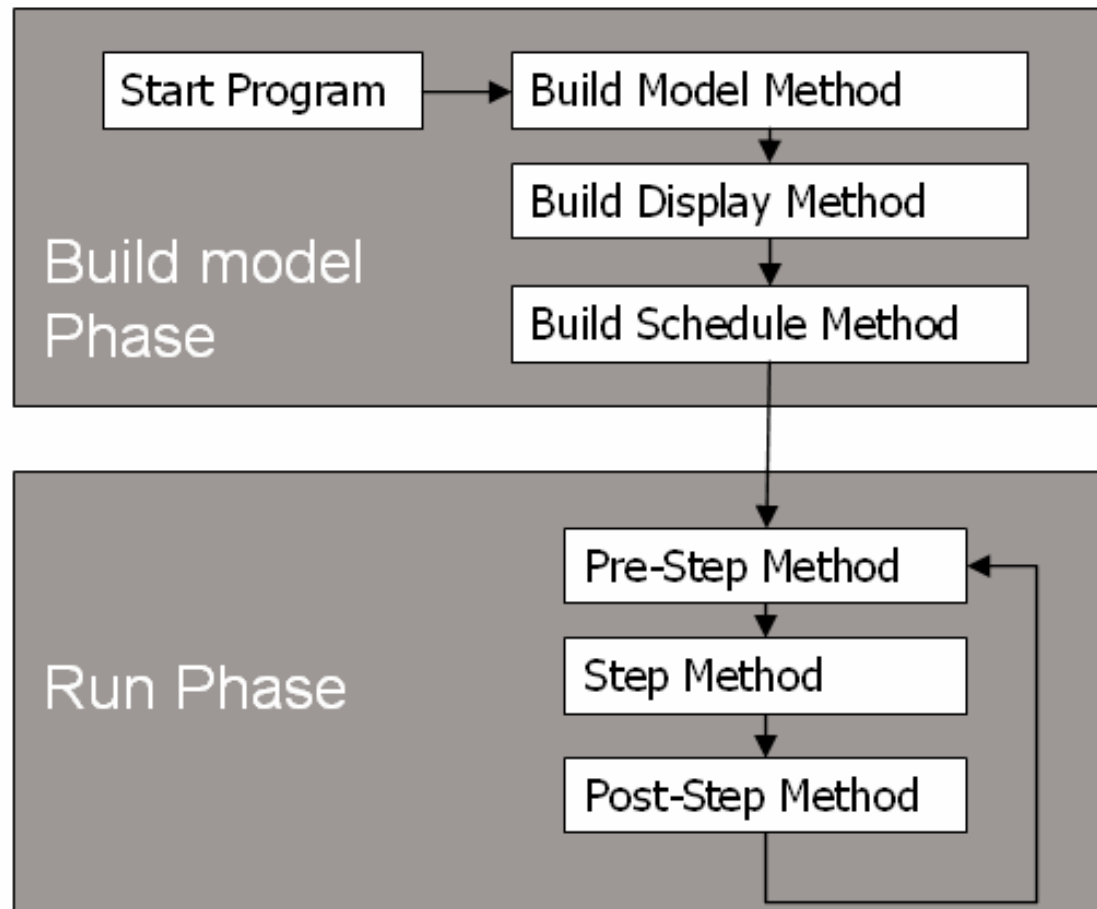 Start Program
Build Model Method
Build Display Method
Build model
Phase
Build Schedule Method
Pre-Step Method
Run Phase
Step Method
Post-Step Method